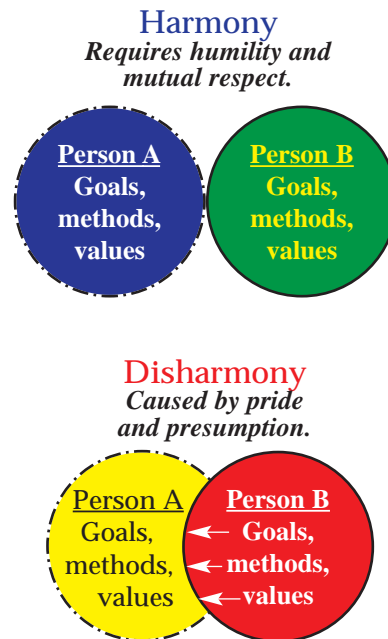 Harmony
Requires humility and
mutual respect.
Person A
Goals,
methods,
values
Person B
Goals,
methods,
values
Disharmony
Caused by pride
and presumption.
Person A
Goals,
methods,
values
Person B
Goals,
methods,
values